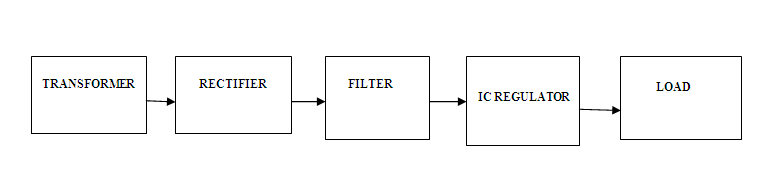 TRANSFORMER
RECTIFIER
FILTER
IC REGULATOR
LOAD